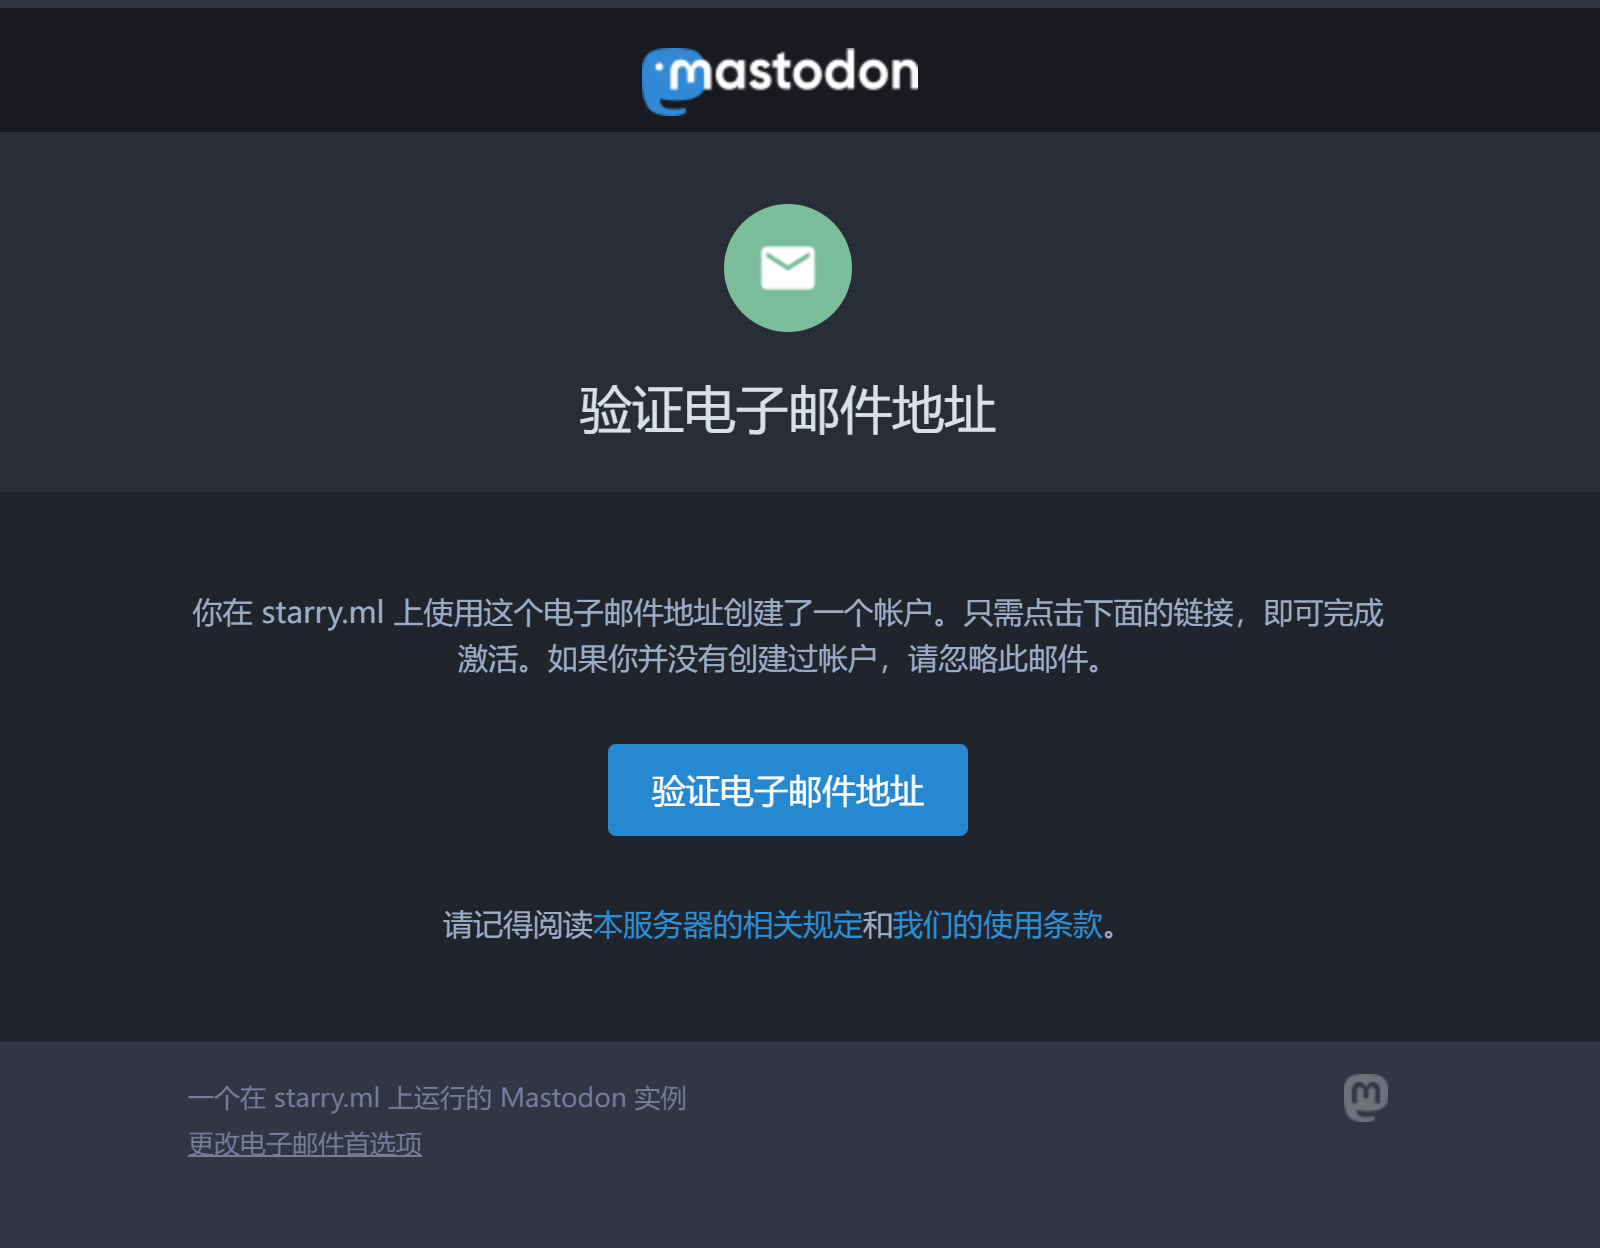 mastodon
验证电子邮件地址
你在 starry.ml 上使用这个电子邮件地址创建了一个帐户。只需点击下面的链接，即可完成
激活。如果你并没有创建过帐户，请忽略此邮件。
验证电子邮件地址
请记得阅读本服务器的相关规定和我们的使用条款。
一个在 starry.ml 上运行的 Mastodon 实例
更改电子邮件首选项